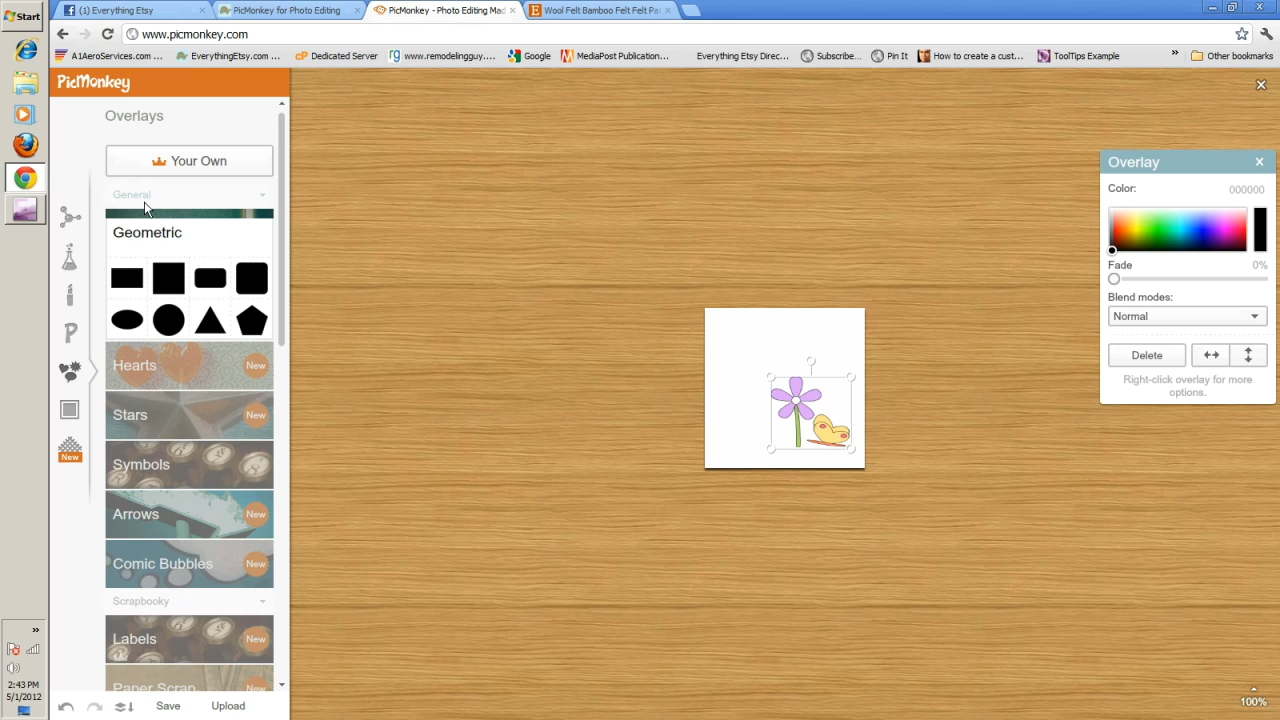 Start
(1) Everything Etsy
PicMonkey for Photo Editing
PicMonkey - Photo Editing Mad
Wool Felt Bamboo Felt Felt Pa
www.picmonkey.com
A1AeroServices.com ...
EverythingEtsy.com ...
cP Dedicated Server
rg www.remodelingguy....
Google
MediaPost Publication...
Everything Etsy Direc...
Subscribe...
Pin It
How to create a cust...
ToolTips Example
»
Other bookmarks
PicMonkey
Overlays
Your Own
General
Geometric
Hearts New
Stars New
Symbols
Arrows New
Comic Bubbles New
Scrapbooky
Labels New
Paper Scrap New
New
Save
Upload
Overlay
Color: 000000
Fade 0%
Blend modes:
Normal
Delete
Right-click overlay for more
options.
100%
»
2:43 PM
5/1/2012